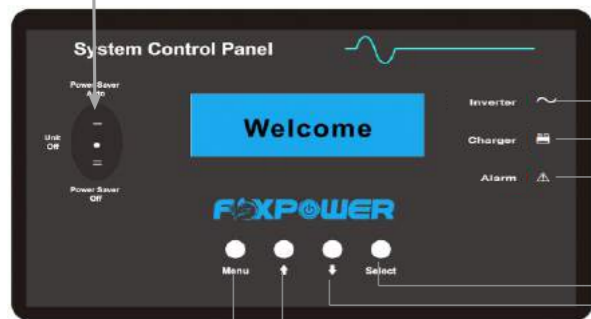 System Control Panel
Power Saver
Auto
Unit
Off
Power Saver
Off
Welcome
Inverter
Charger
Alarm
FOXPOWER
Menu
Select